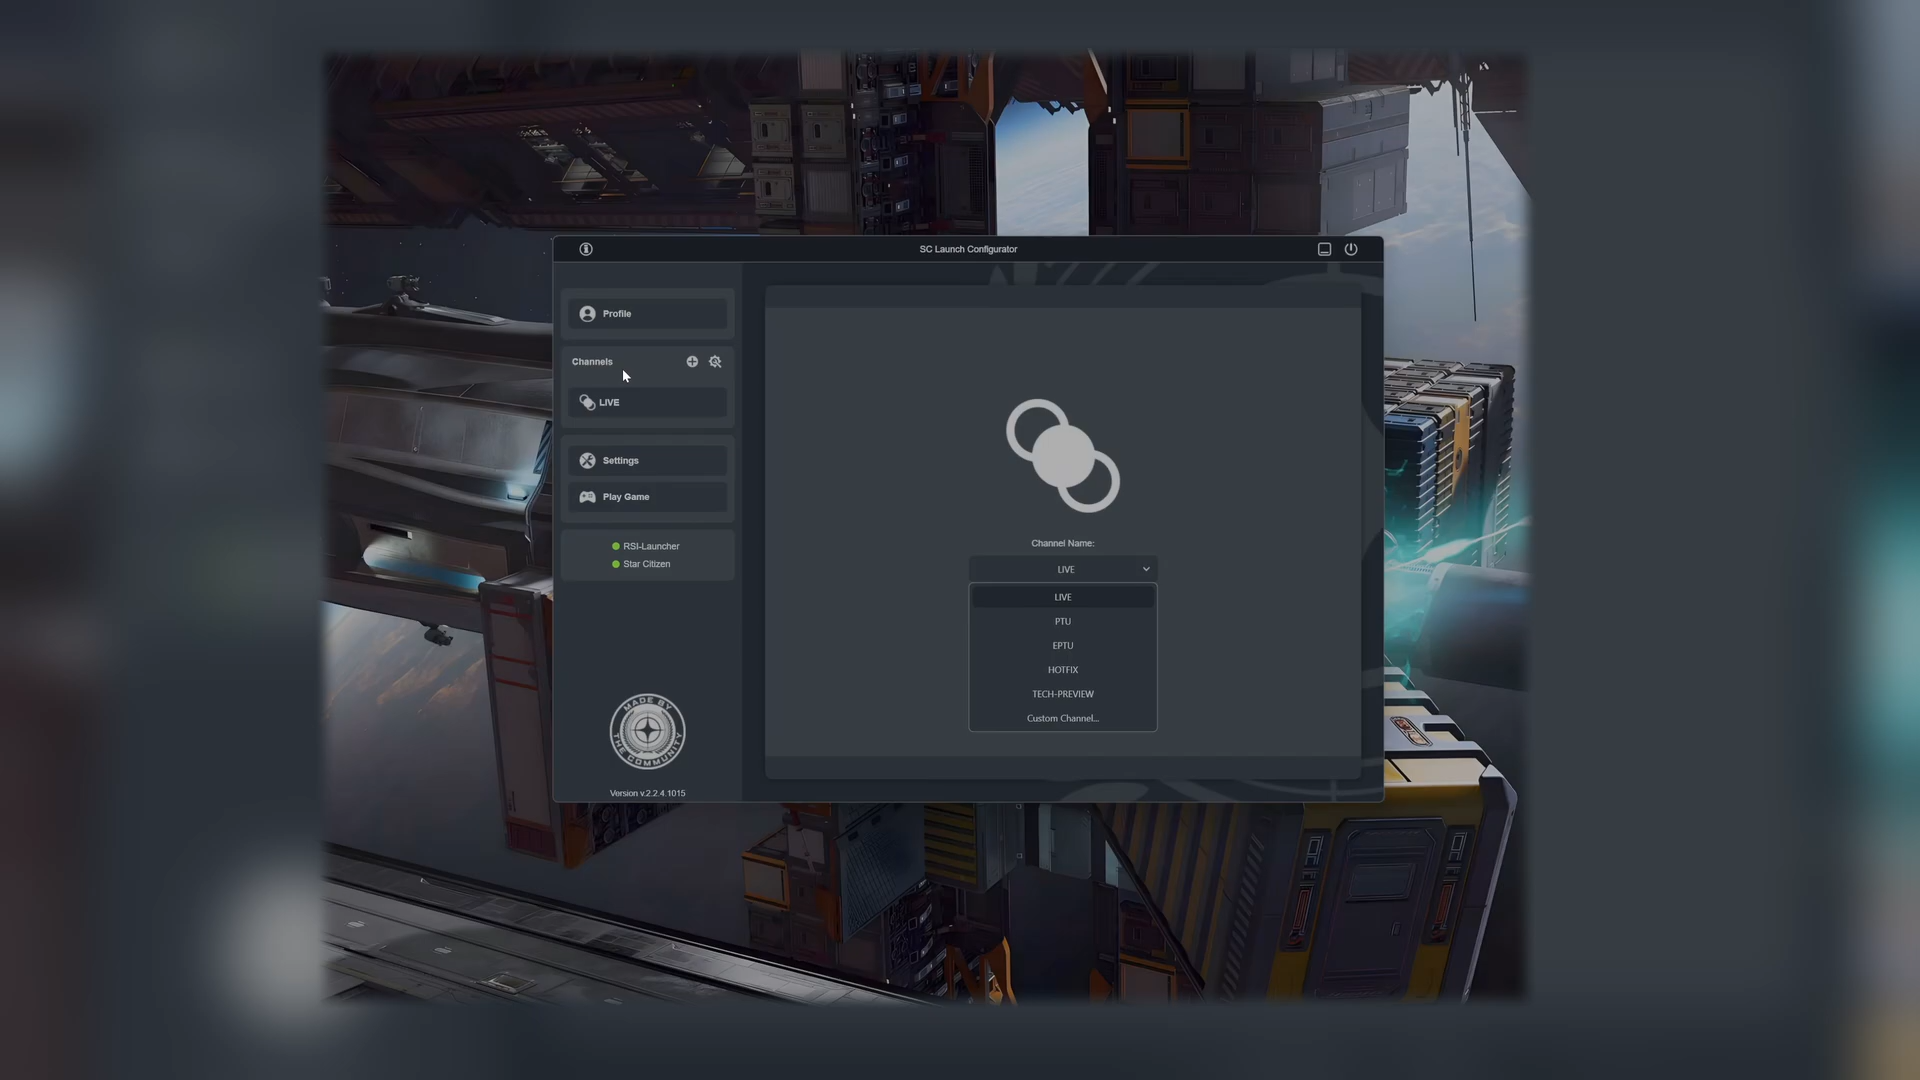 SC Launch Configurator
Profile
Channels
LIVE
Settings
Play Game
RSI-Launcher
Star Citizen
MADE BY
THE COMMUNITY
Version v.2.2.4.1015
Channel Name:
LIVE
LIVE
PTU
EPTU
HOTFIX
TECH-PREVIEW
Custom Channel...